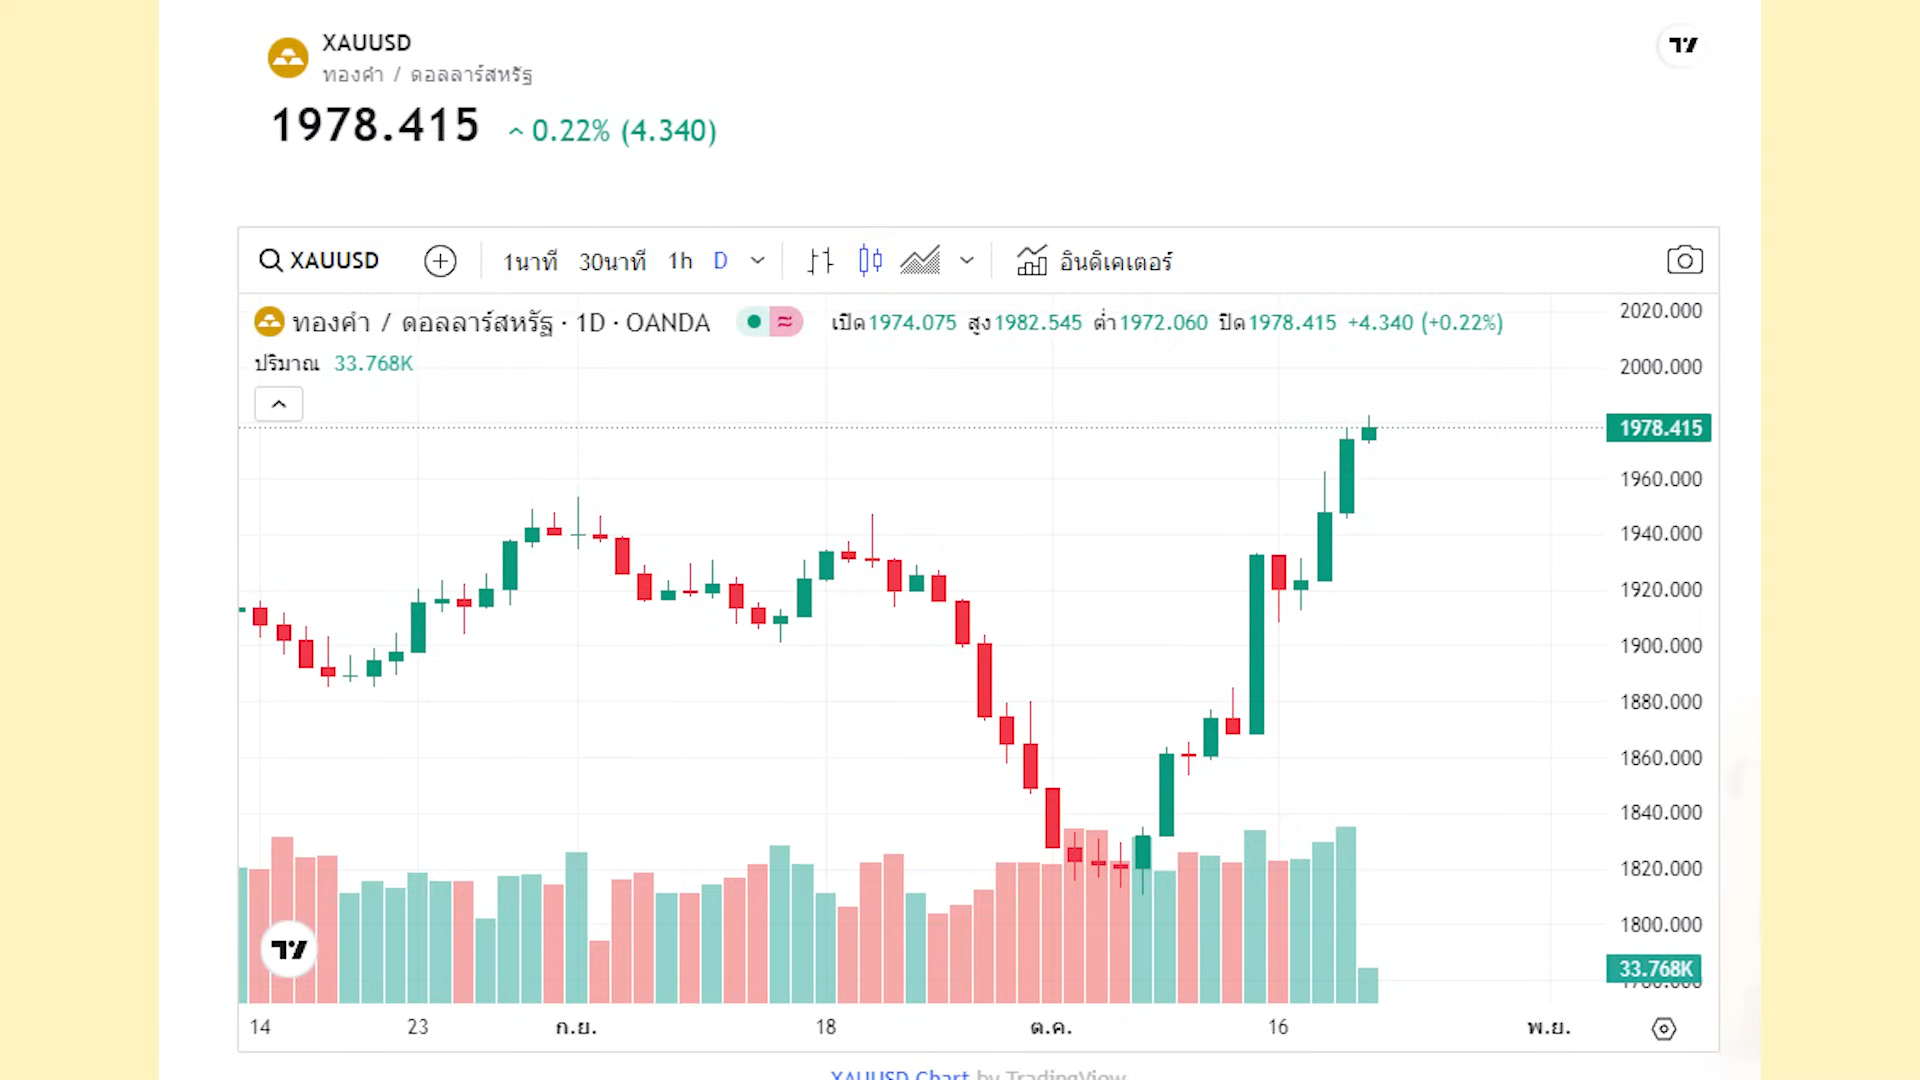 XAUUSD
ทองคำ / ดอลลาร์สหรัฐ
1978.415 0.22% (4.340)
XAUUSD 1นาที 30นาที 1h D อินดิเคเตอร์
ทองคำ / ดอลลาร์สหรัฐ · 1D · OANDA เปิด1974.075 สูง1982.545 ต่ำ1972.060 ปิด1978.415 +4.340 (+0.22%)
ปริมาณ 33.768K
2020.000
2000.000
1978.415
1960.000
1940.000
1920.000
1900.000
1880.000
1860.000
1840.000
1820.000
1800.000
33.768K
14 23 ก.ย. 18 ต.ค. 16 พ.ย.
XAUUSD Chart by TradingView